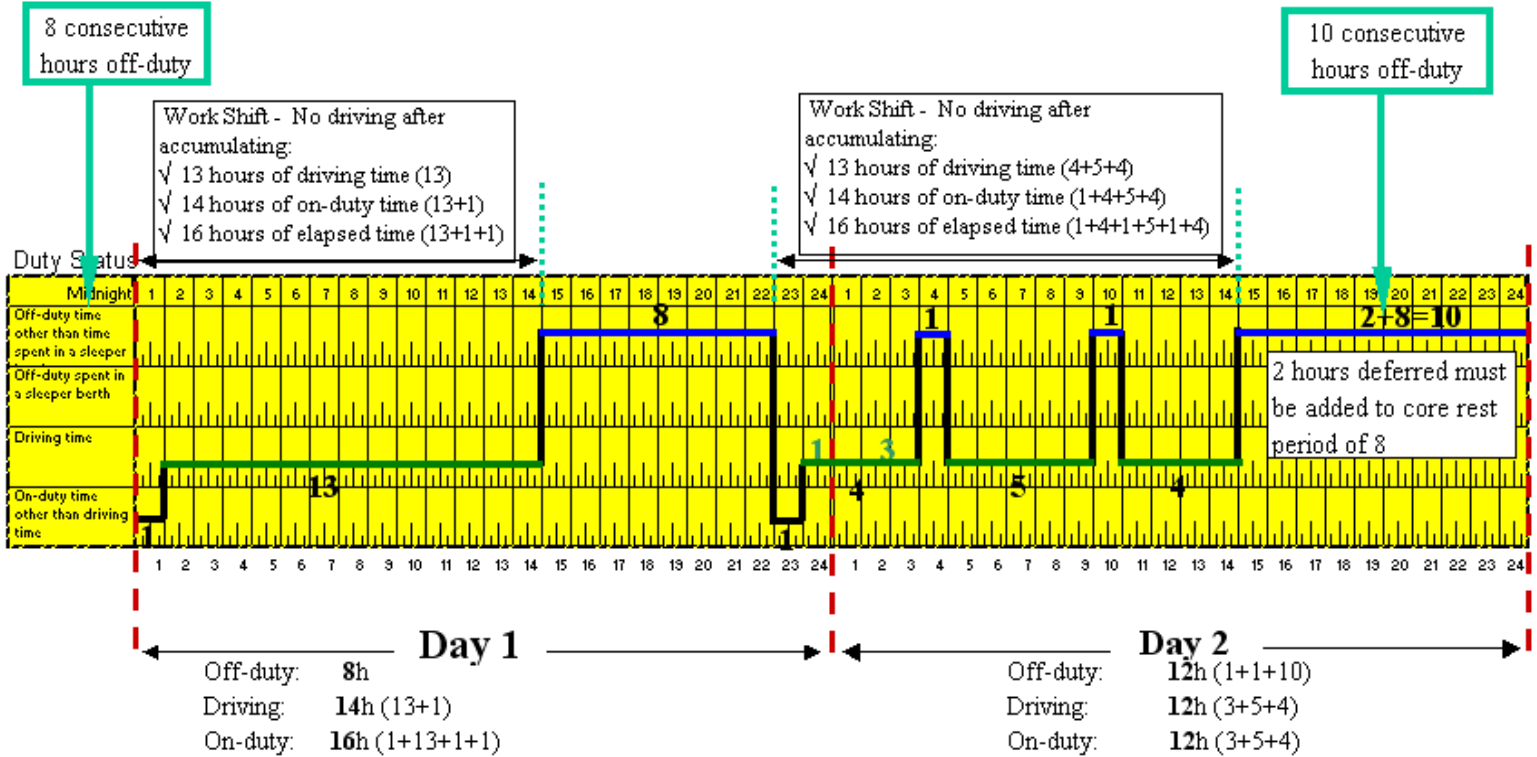 8 consecutive
hours off-duty
10 consecutive
hours off-duty
Work Shift - No driving after
accumulating:
√ 13 hours of driving time (13)
√ 14 hours of on-duty time (13+1)
√ 16 hours of elapsed time (13+1+1)
Work Shift - No driving after
accumulating:
√ 13 hours of driving time (4+5+4)
√ 14 hours of on-duty time (1+4+5+4)
√ 16 hours of elapsed time (1+4+1+5+1+4)
Duty Status
Midnight 1 2 3 4 5 6 7 8 9 10 11 12 13 14 15 16 17 18 19 20 21 22 23 24 1 2 3 4 5 6 7 8 9 10 11 12 13 14 15 16 17 18 19 20 21 22 23 24
Off-duty time
other than time
spent in a sleeper
8 1 1 2+8=10
Off-duty spent in
a sleeper berth
2 hours deferred must
be added to core rest
period of 8
Driving time
1 3
13 4 5 4
On-duty time
other than driving
time
1 1
1 2 3 4 5 6 7 8 9 10 11 12 13 14 15 16 17 18 19 20 21 22 23 24 1 2 3 4 5 6 7 8 9 10 11 12 13 14 15 16 17 18 19 20 21 22 23 24
Day 1
Off-duty: 8h
Driving: 14h (13+1)
On-duty: 16h (1+13+1+1)
Day 2
Off-duty: 12h (1+1+10)
Driving: 12h (3+5+4)
On-duty: 12h (3+5+4)